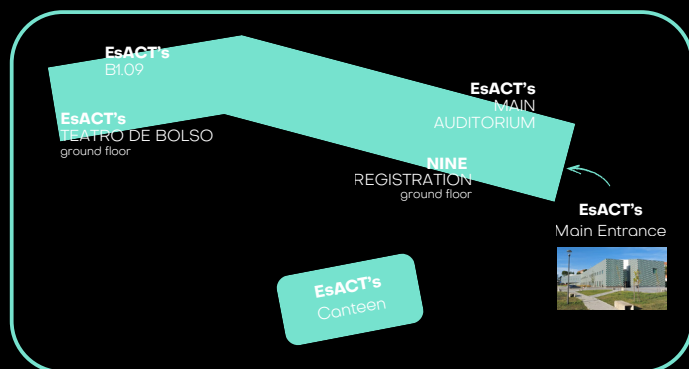 EsACT's
B1.09
EsACT's
TEATRO DE BOLSO
ground floor
EsACT's
MAIN
AUDITORIUM
NINE
REGISTRATION
ground floor
EsACT's
Main Entrance
EsACT's
Canteen